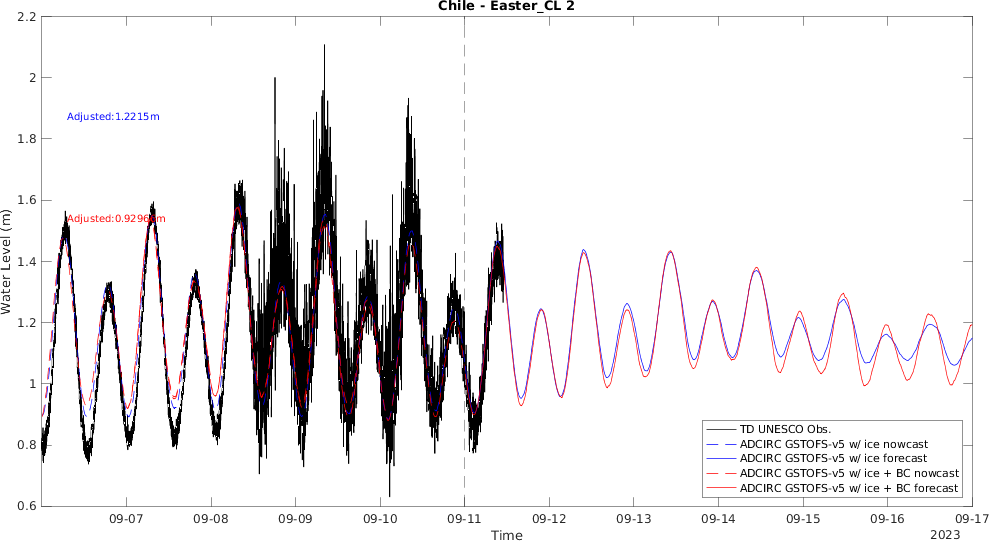 Chile - Easter_CL 2
2.2
2
1.8
1.6
1.4
1.2
1
0.8
0.6
Water Level (m)
Adjusted:1.2215m
TD UNESCO Obs.
ADCIRC GSTOFS-v5 w/ ice nowcast
ADCIRC GSTOFS-v5 w/ ice forecast
ADCIRC GSTOFS-v5 w/ ice + BC nowcast
ADCIRC GSTOFS-v5 w/ ice + BC forecast
09-07 09-08 09-09 09-10 09-11 09-12 09-13 09-14 09-15 09-16 09-17
Time
2023